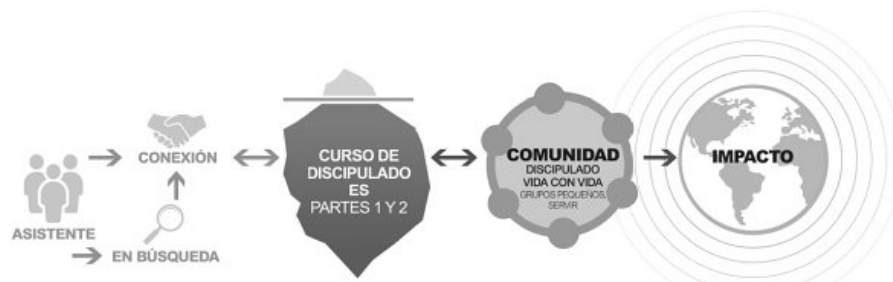 ASISTENTE
CONEXIÓN
EN BÚSQUEDA
CURSO DE
DISCIPULADO
ES
PARTES 1 Y 2
COMUNIDAD
DISCIPULADO
VIDA CON VIDA
GRUPOS PEQUEÑOS,
SERVIR
IMPACTO